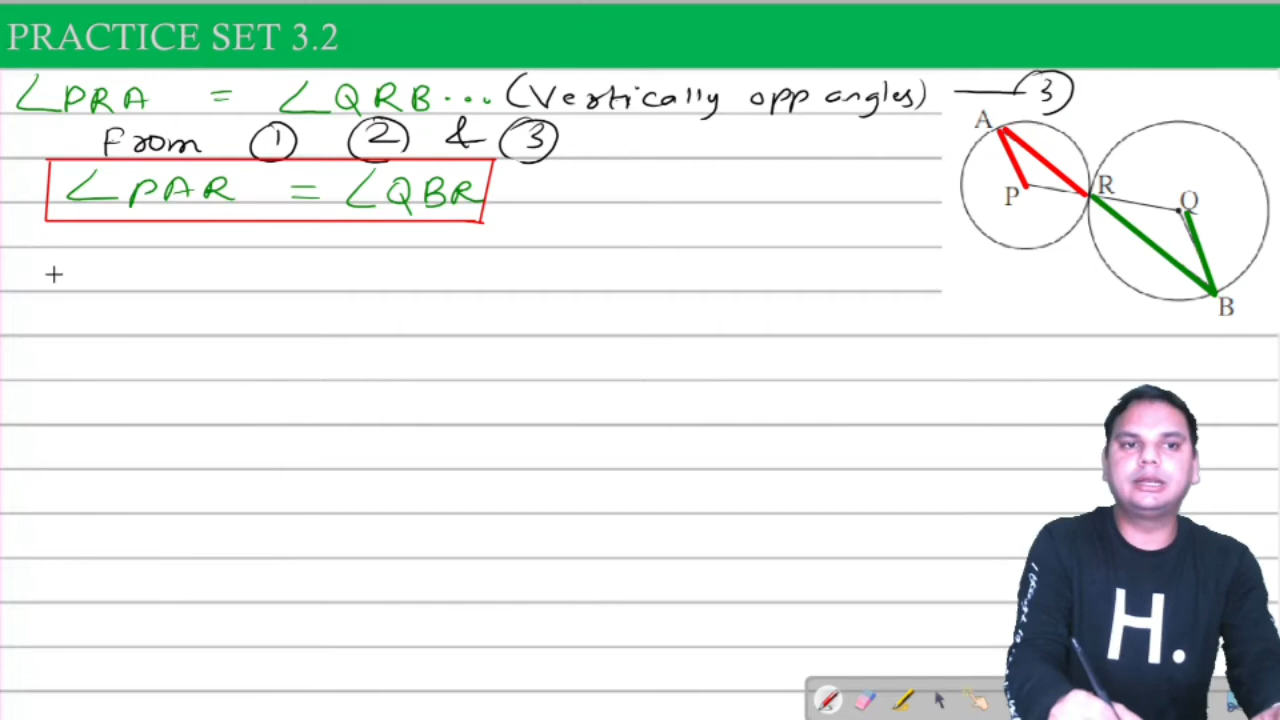 PRACTICE SET 3.2
∠PRA = ∠QRB... (Vertically opp angles) — ③
From ① ② & ③
∠PAR = ∠QBR
A
P
R
Q
B
H.